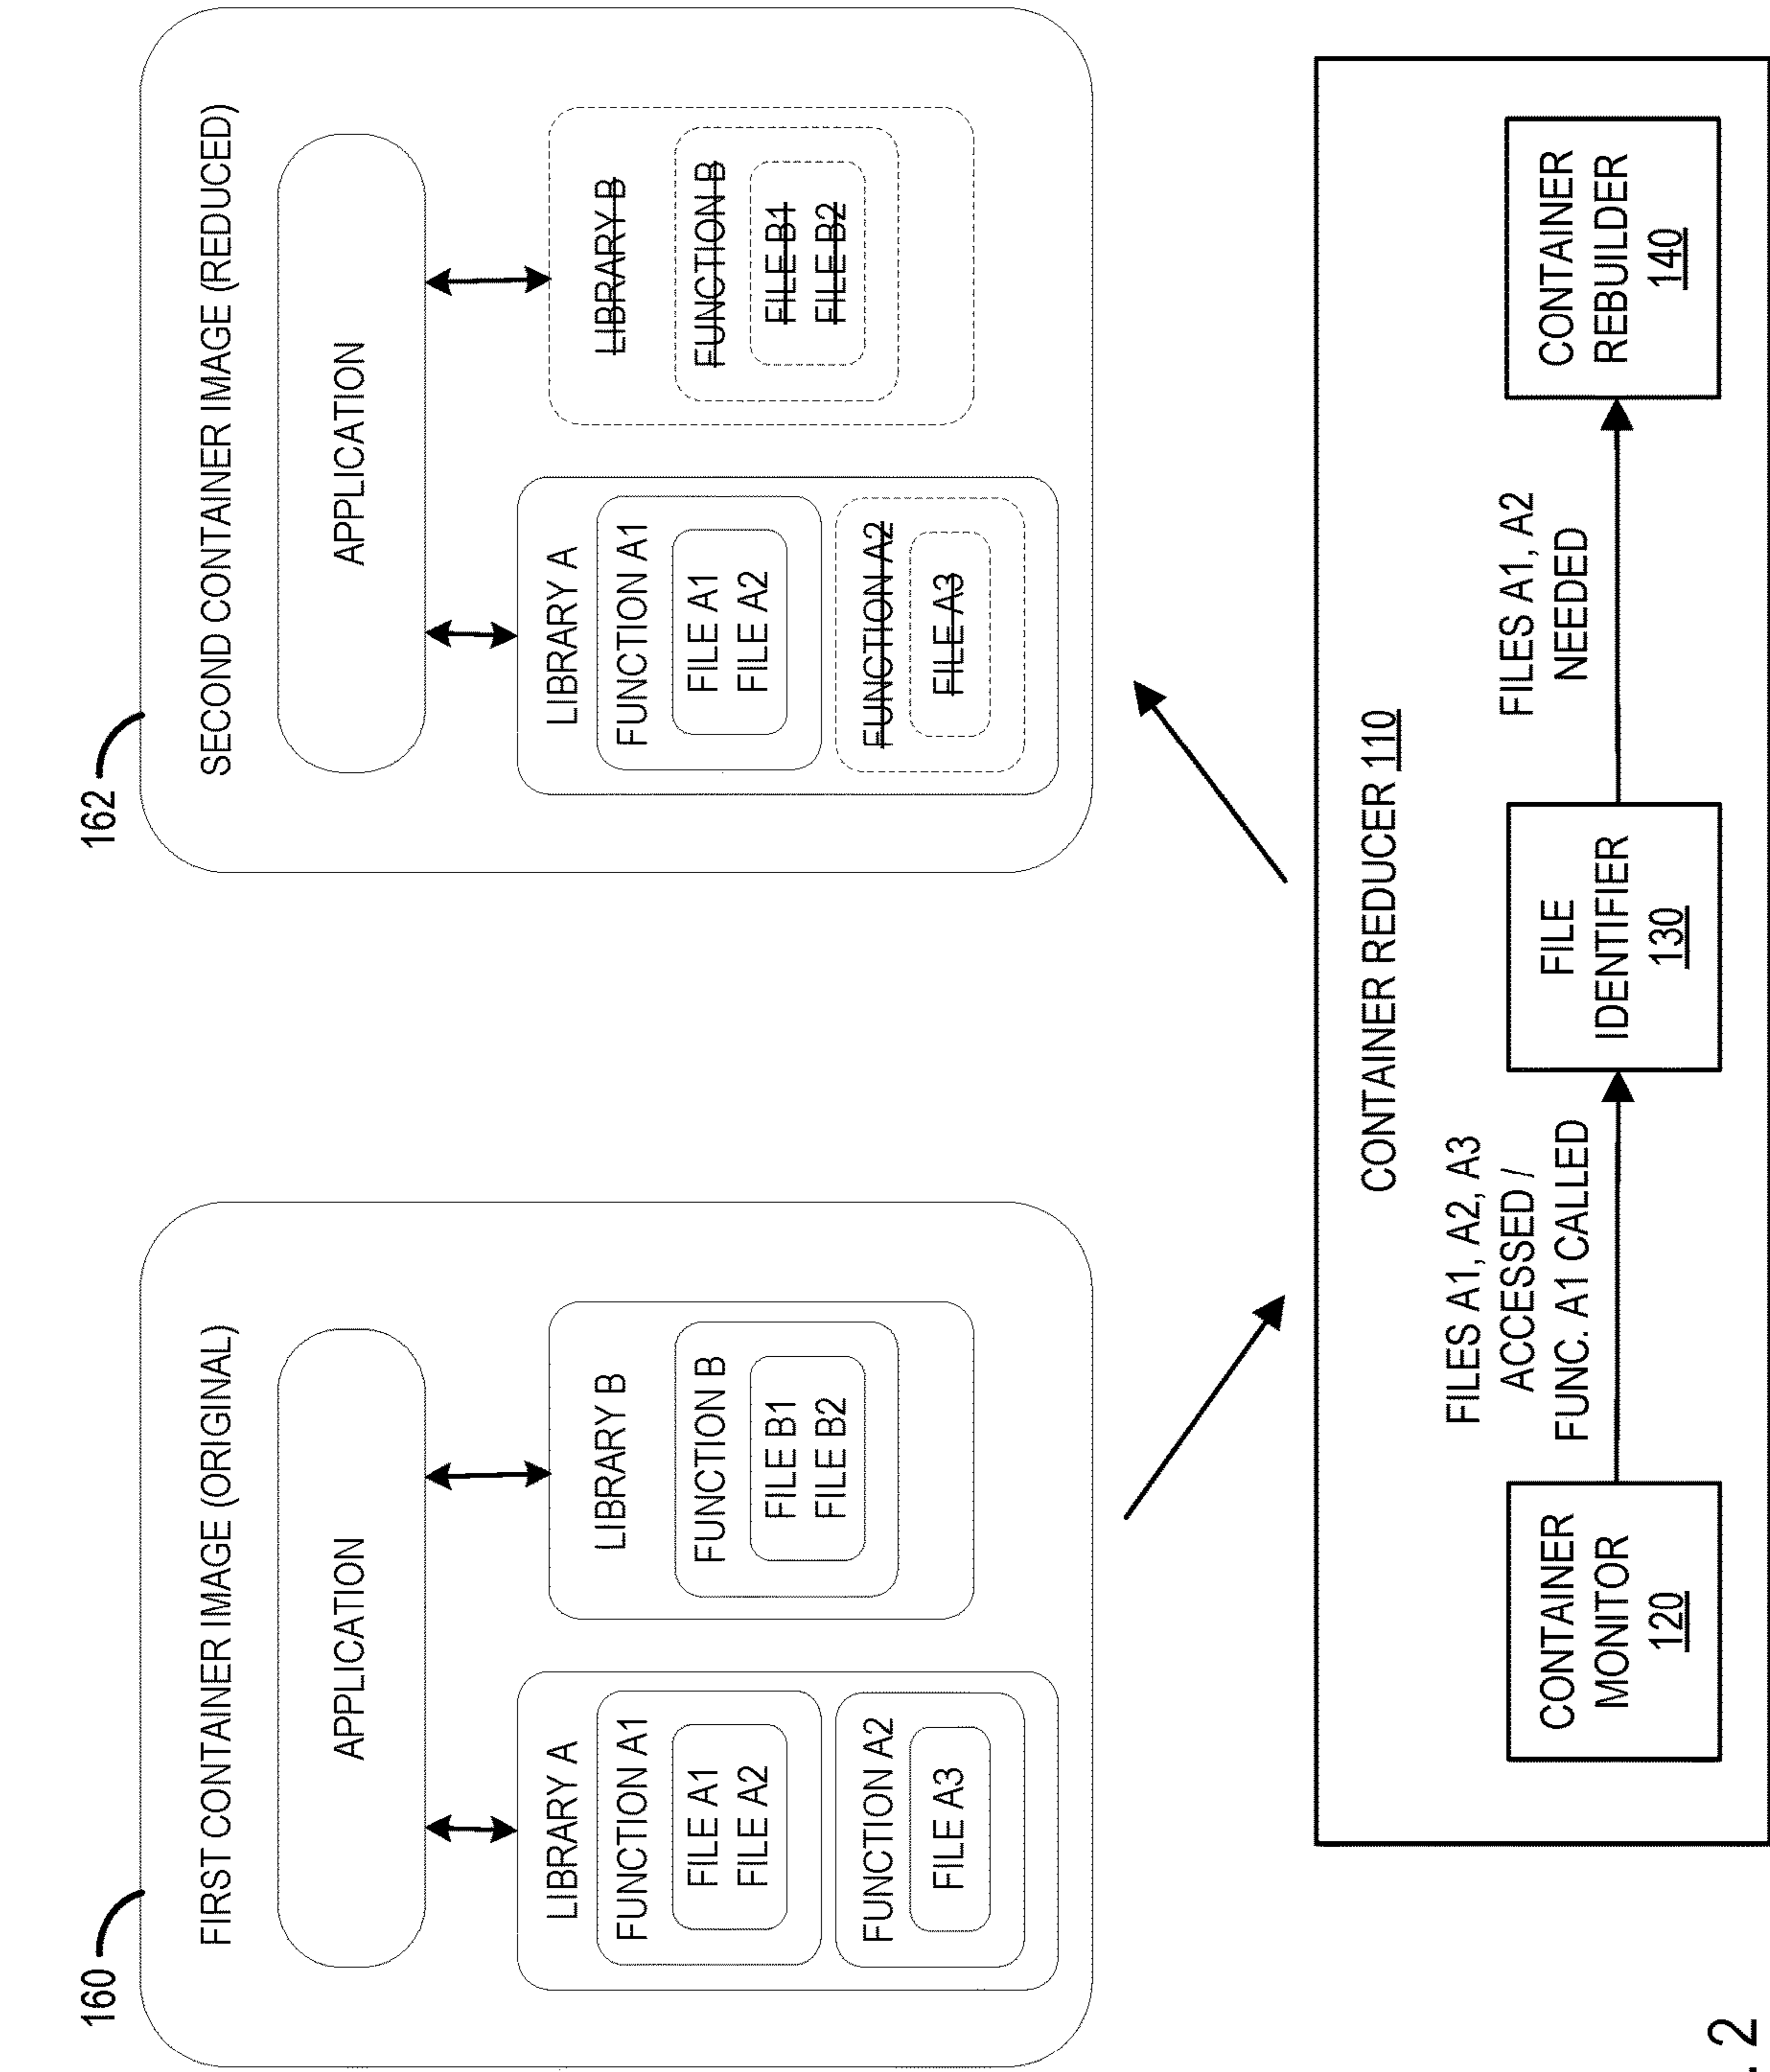 160
FIRST CONTAINER IMAGE (ORIGINAL)
APPLICATION
LIBRARY A
FUNCTION A1
FILE A1
FILE A2
FUNCTION A2
FILE A3
LIBRARY B
FUNCTION B
FILE B1
FILE B2
162
SECOND CONTAINER IMAGE (REDUCED)
APPLICATION
LIBRARY A
FUNCTION A1
FILE A1
FILE A2
FUNCTION A2
FILE A3
LIBRARY B
FUNCTION B
FILE B1
FILE B2
CONTAINER REDUCER 110
CONTAINER
MONITOR
120
FILES A1, A2, A3
ACCESSED /
FUNC. A1 CALLED
FILE
IDENTIFIER
130
FILES A1, A2
NEEDED
CONTAINER
REBUILDER
140
. 2